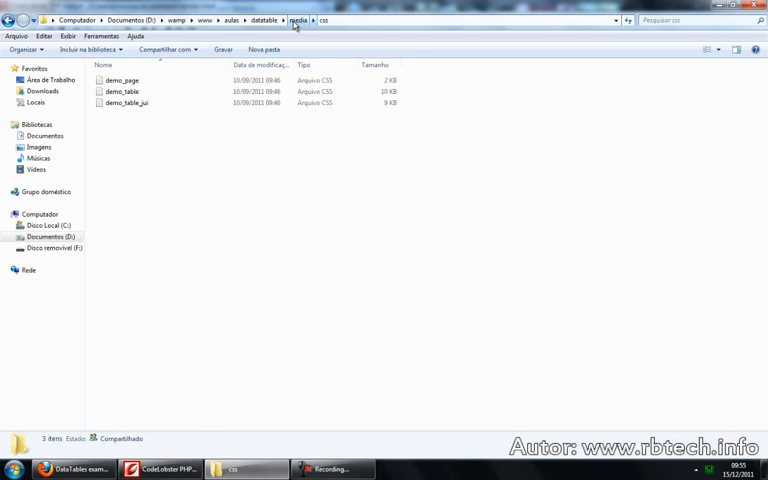 Computador Documentos (D:) wamp www aulas datatable media css
Pesquisar css
Arquivo Editar Exibir Ferramentas Ajuda
Organizar Incluir na biblioteca Compartilhar com Gravar Nova pasta
Nome Data de modificaç... Tipo Tamanho
demo_page 10/09/2011 09:46 Arquivo CSS 2 KB
demo_table 10/09/2011 09:46 Arquivo CSS 10 KB
demo_table_jui 10/09/2011 09:46 Arquivo CSS 9 KB
Favoritos
Área de Trabalho
Downloads
Locais
Bibliotecas
Documentos
Imagens
Músicas
Vídeos
Grupo doméstico
Computador
Disco Local (C:)
Documentos (D:)
Disco removível (F:)
Rede
3 itens Estado: Compartilhado
Autor: www.rbtech.info
DataTables exam... CodeLobster PHP... css Recording...
09:55
15/12/2011